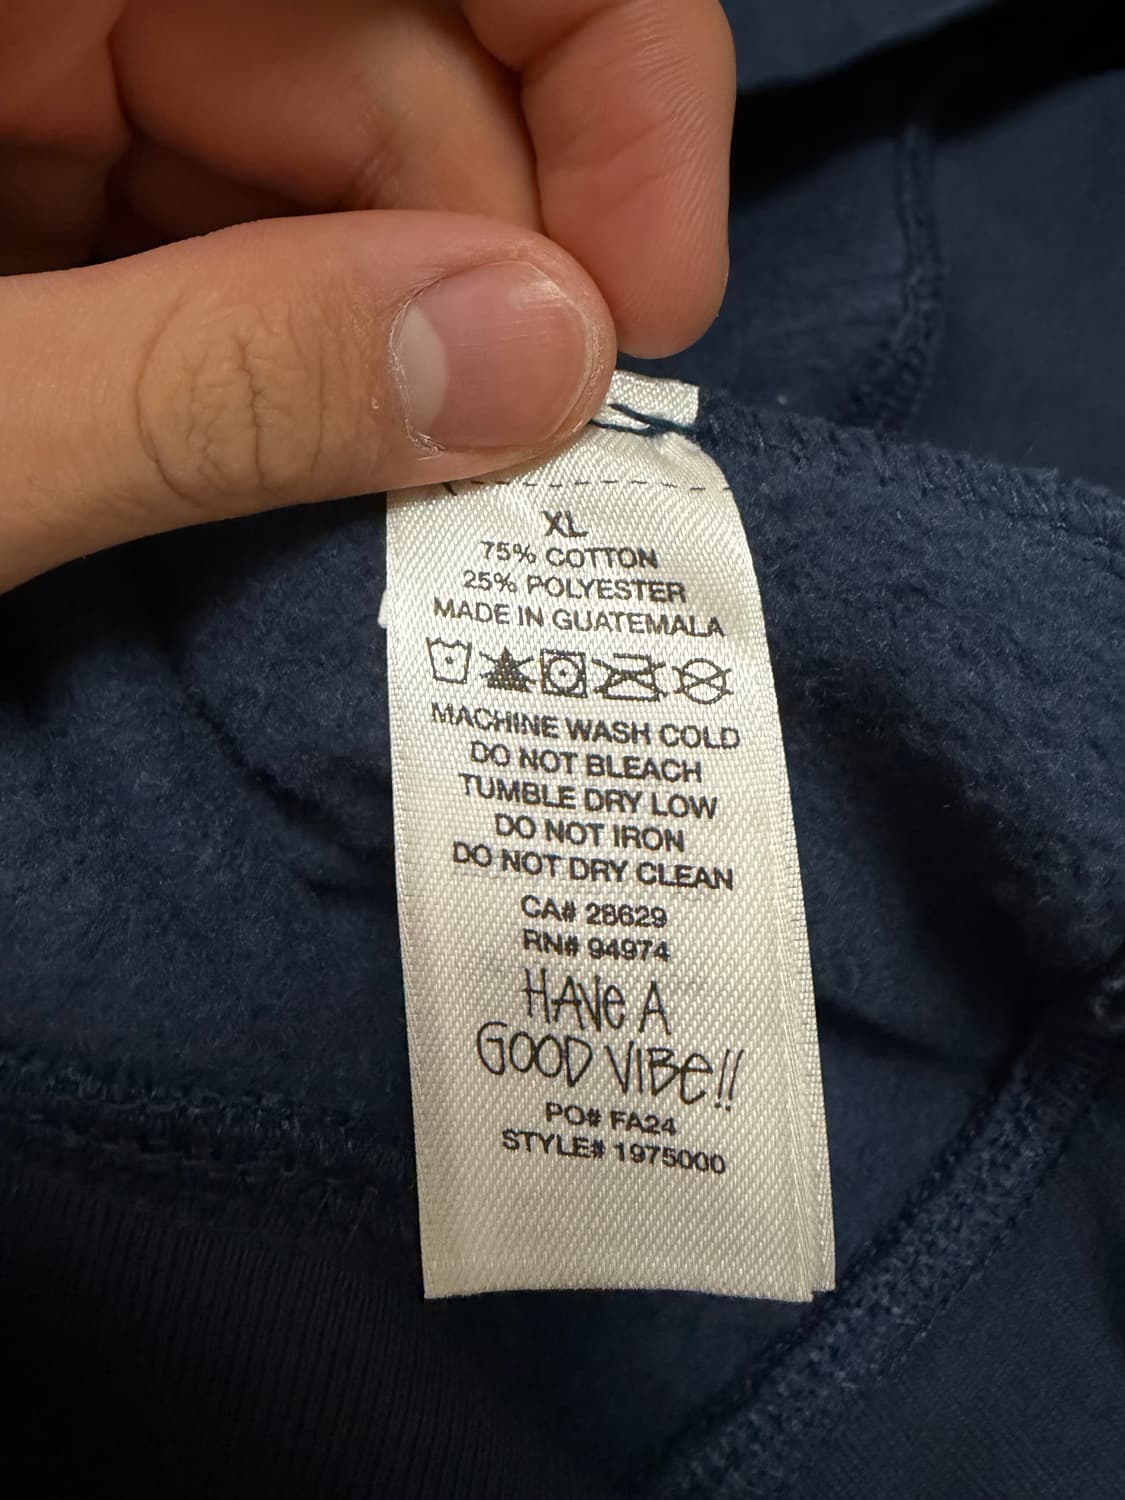 XL
75% COTTON
25% POLYESTER
MADE IN GUATEMALA
MACHINE WASH COLD
DO NOT BLEACH
TUMBLE DRY LOW
DO NOT IRON
DO NOT DRY CLEAN
CA# 28629
RN# 94974
HAVe A
GOOD VIBe!!
PO# FA24
STYLE# 1975000